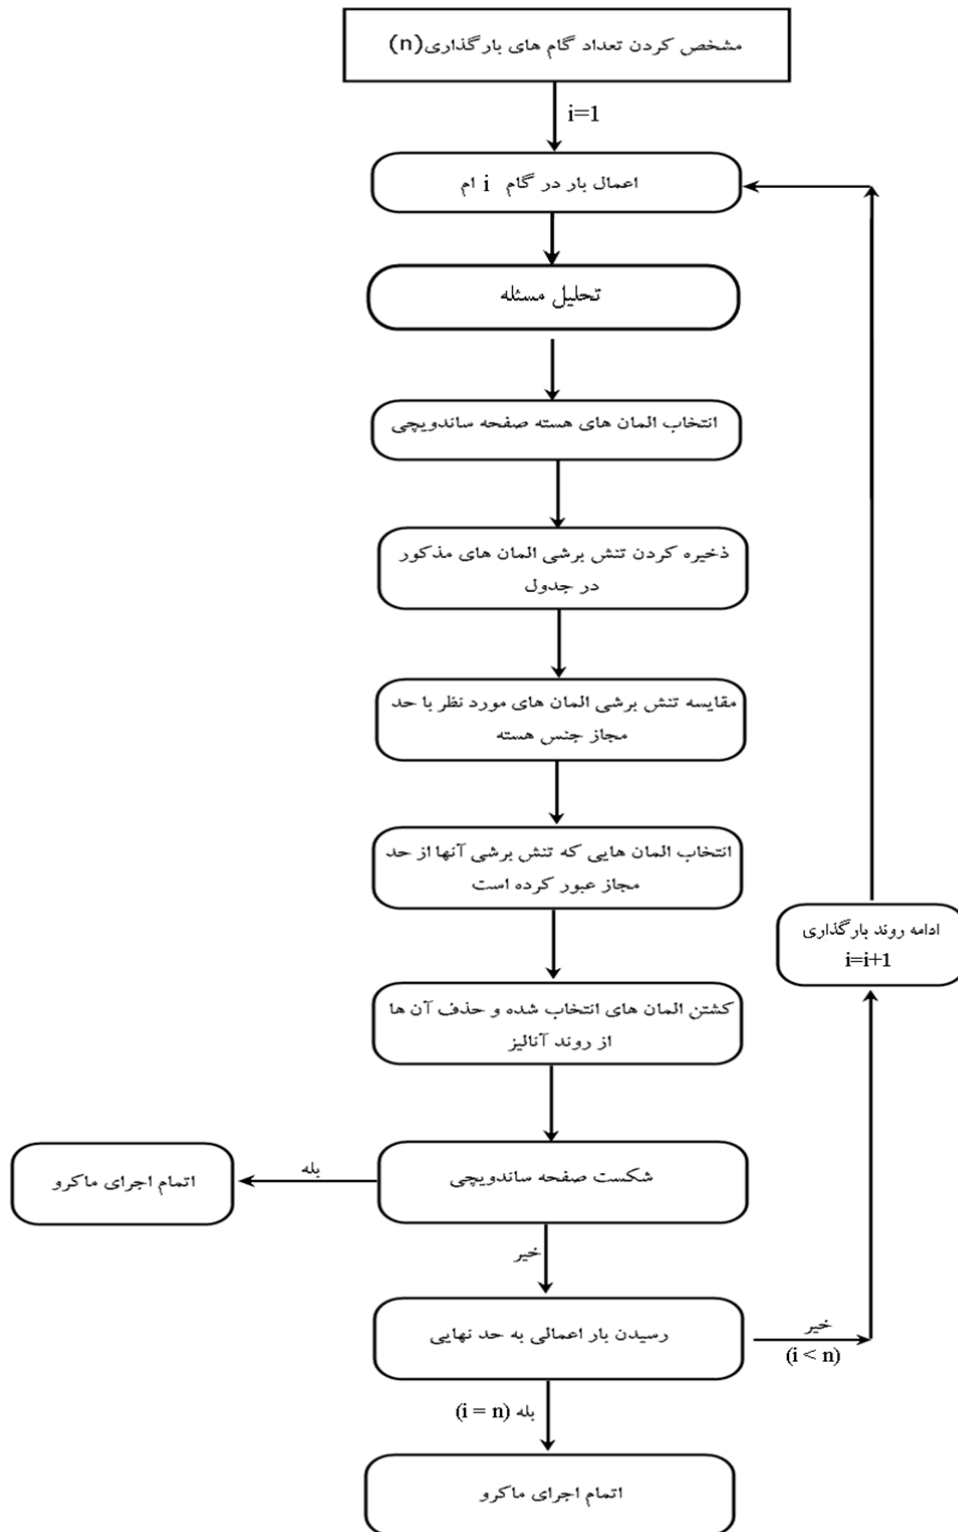 مشخص کردن تعداد گام های بارگذاری(n)
i=1
اعمال بار در گام i ام
تحلیل مسئله
انتخاب المان های هسته صفحه ساندویچی
ذخیره کردن تنش برشی المان های مذکور
در جدول
مقایسه تنش برشی المان های مورد نظر با حد
مجاز جنس هسته
انتخاب المان هایی که تنش برشی آنها از حد
مجاز عبور کرده است
ادامه روند بارگذاری
i=i+1
کشتن المان های انتخاب شده و حذف آن ها
از روند آنالیز
شکست صفحه ساندویچی
بله
اتمام اجرای ماکرو
خیر
رسیدن بار اعمالی به حد نهایی
خیر
(i < n)
بله (i = n)
اتمام اجرای ماکرو